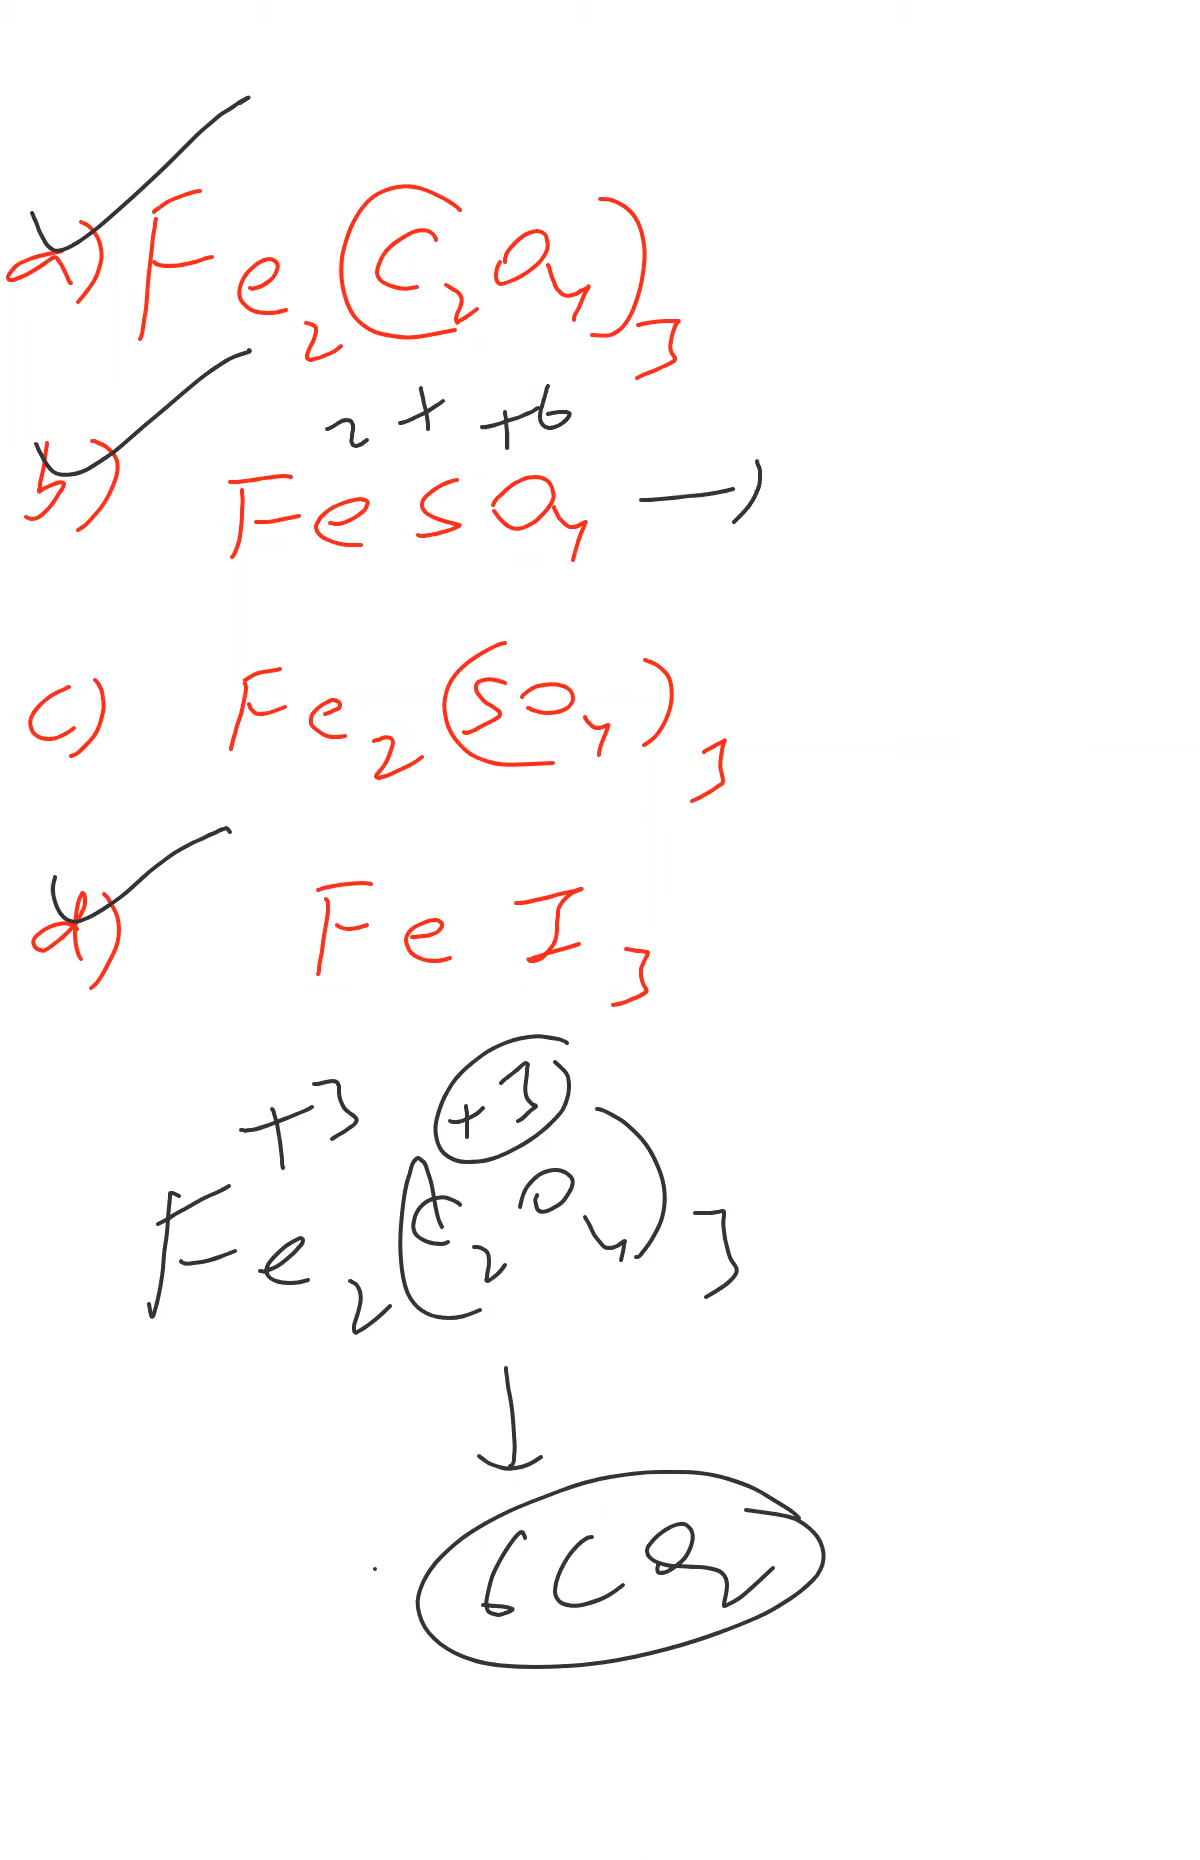 a) Fe2(C2O4)3
2+ +6
b) FeSO4 →
c) Fe2(SO4)3
d) FeI3
+3 +3
Fe2(C2O4)3
↓
6CO2